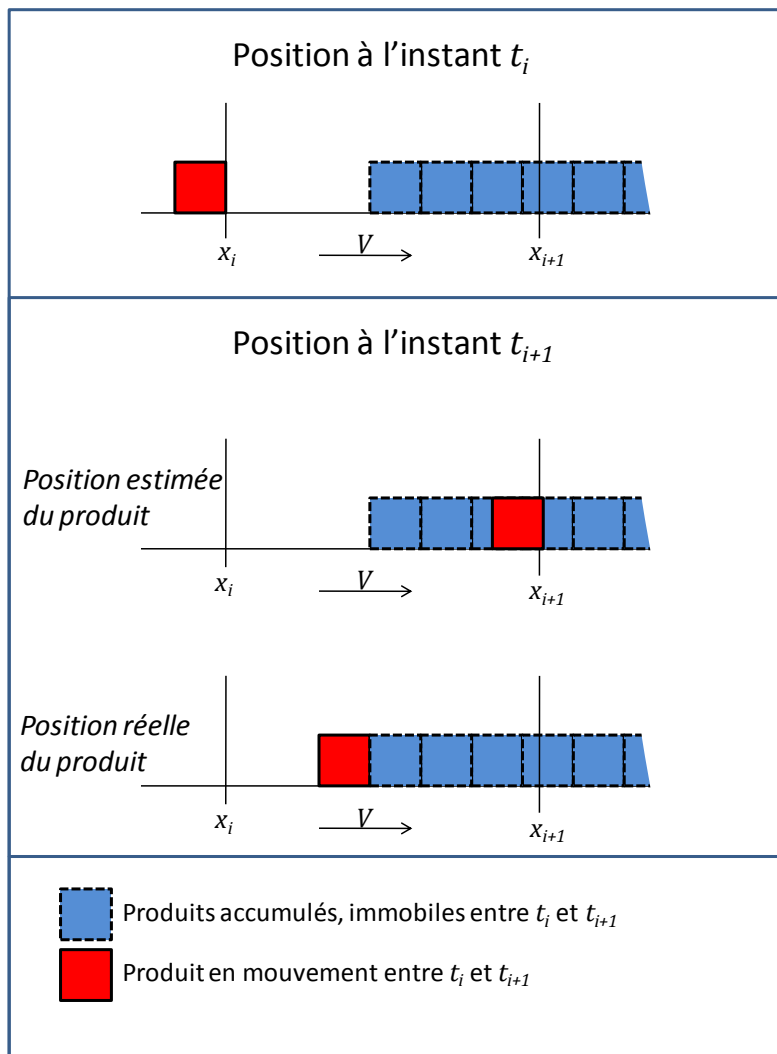 Position à l'instant tᵢ
xᵢ
V
xᵢ₊₁
Position à l'instant tᵢ₊₁
Position estimée
du produit
xᵢ
V
xᵢ₊₁
Position réelle
du produit
xᵢ
V
xᵢ₊₁
Produits accumulés, immobiles entre tᵢ et tᵢ₊₁
Produit en mouvement entre tᵢ et tᵢ₊₁